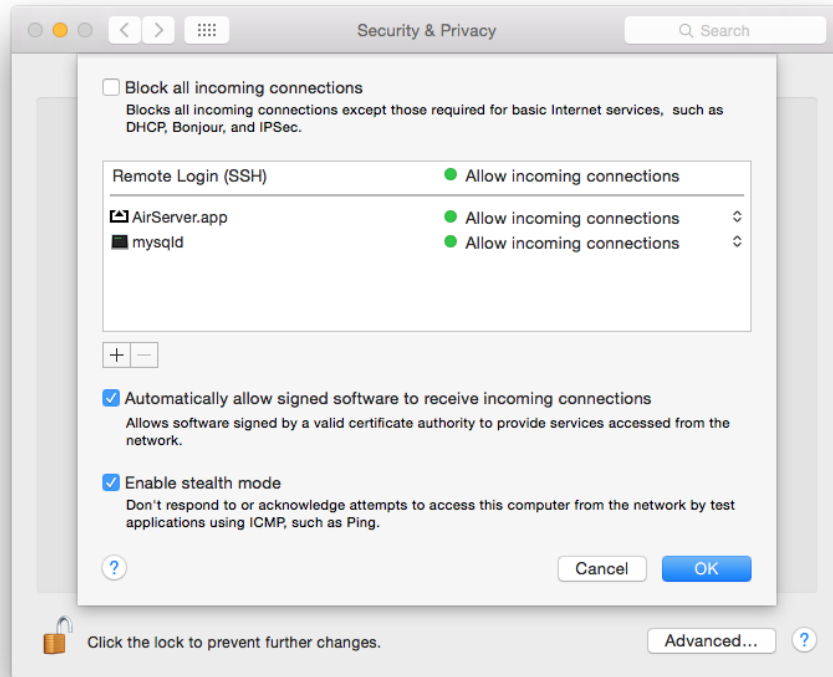 Security & Privacy
Search
Block all incoming connections
Blocks all incoming connections except those required for basic Internet services,  such as
DHCP, Bonjour, and IPSec.
Remote Login (SSH) Allow incoming connections
AirServer.app Allow incoming connections
mysqld Allow incoming connections
+ −
Automatically allow signed software to receive incoming connections
Allows software signed by a valid certificate authority to provide services accessed from the
network.
Enable stealth mode
Don't respond to or acknowledge attempts to access this computer from the network by test
applications using ICMP, such as Ping.
? Cancel OK
Click the lock to prevent further changes. Advanced... ?